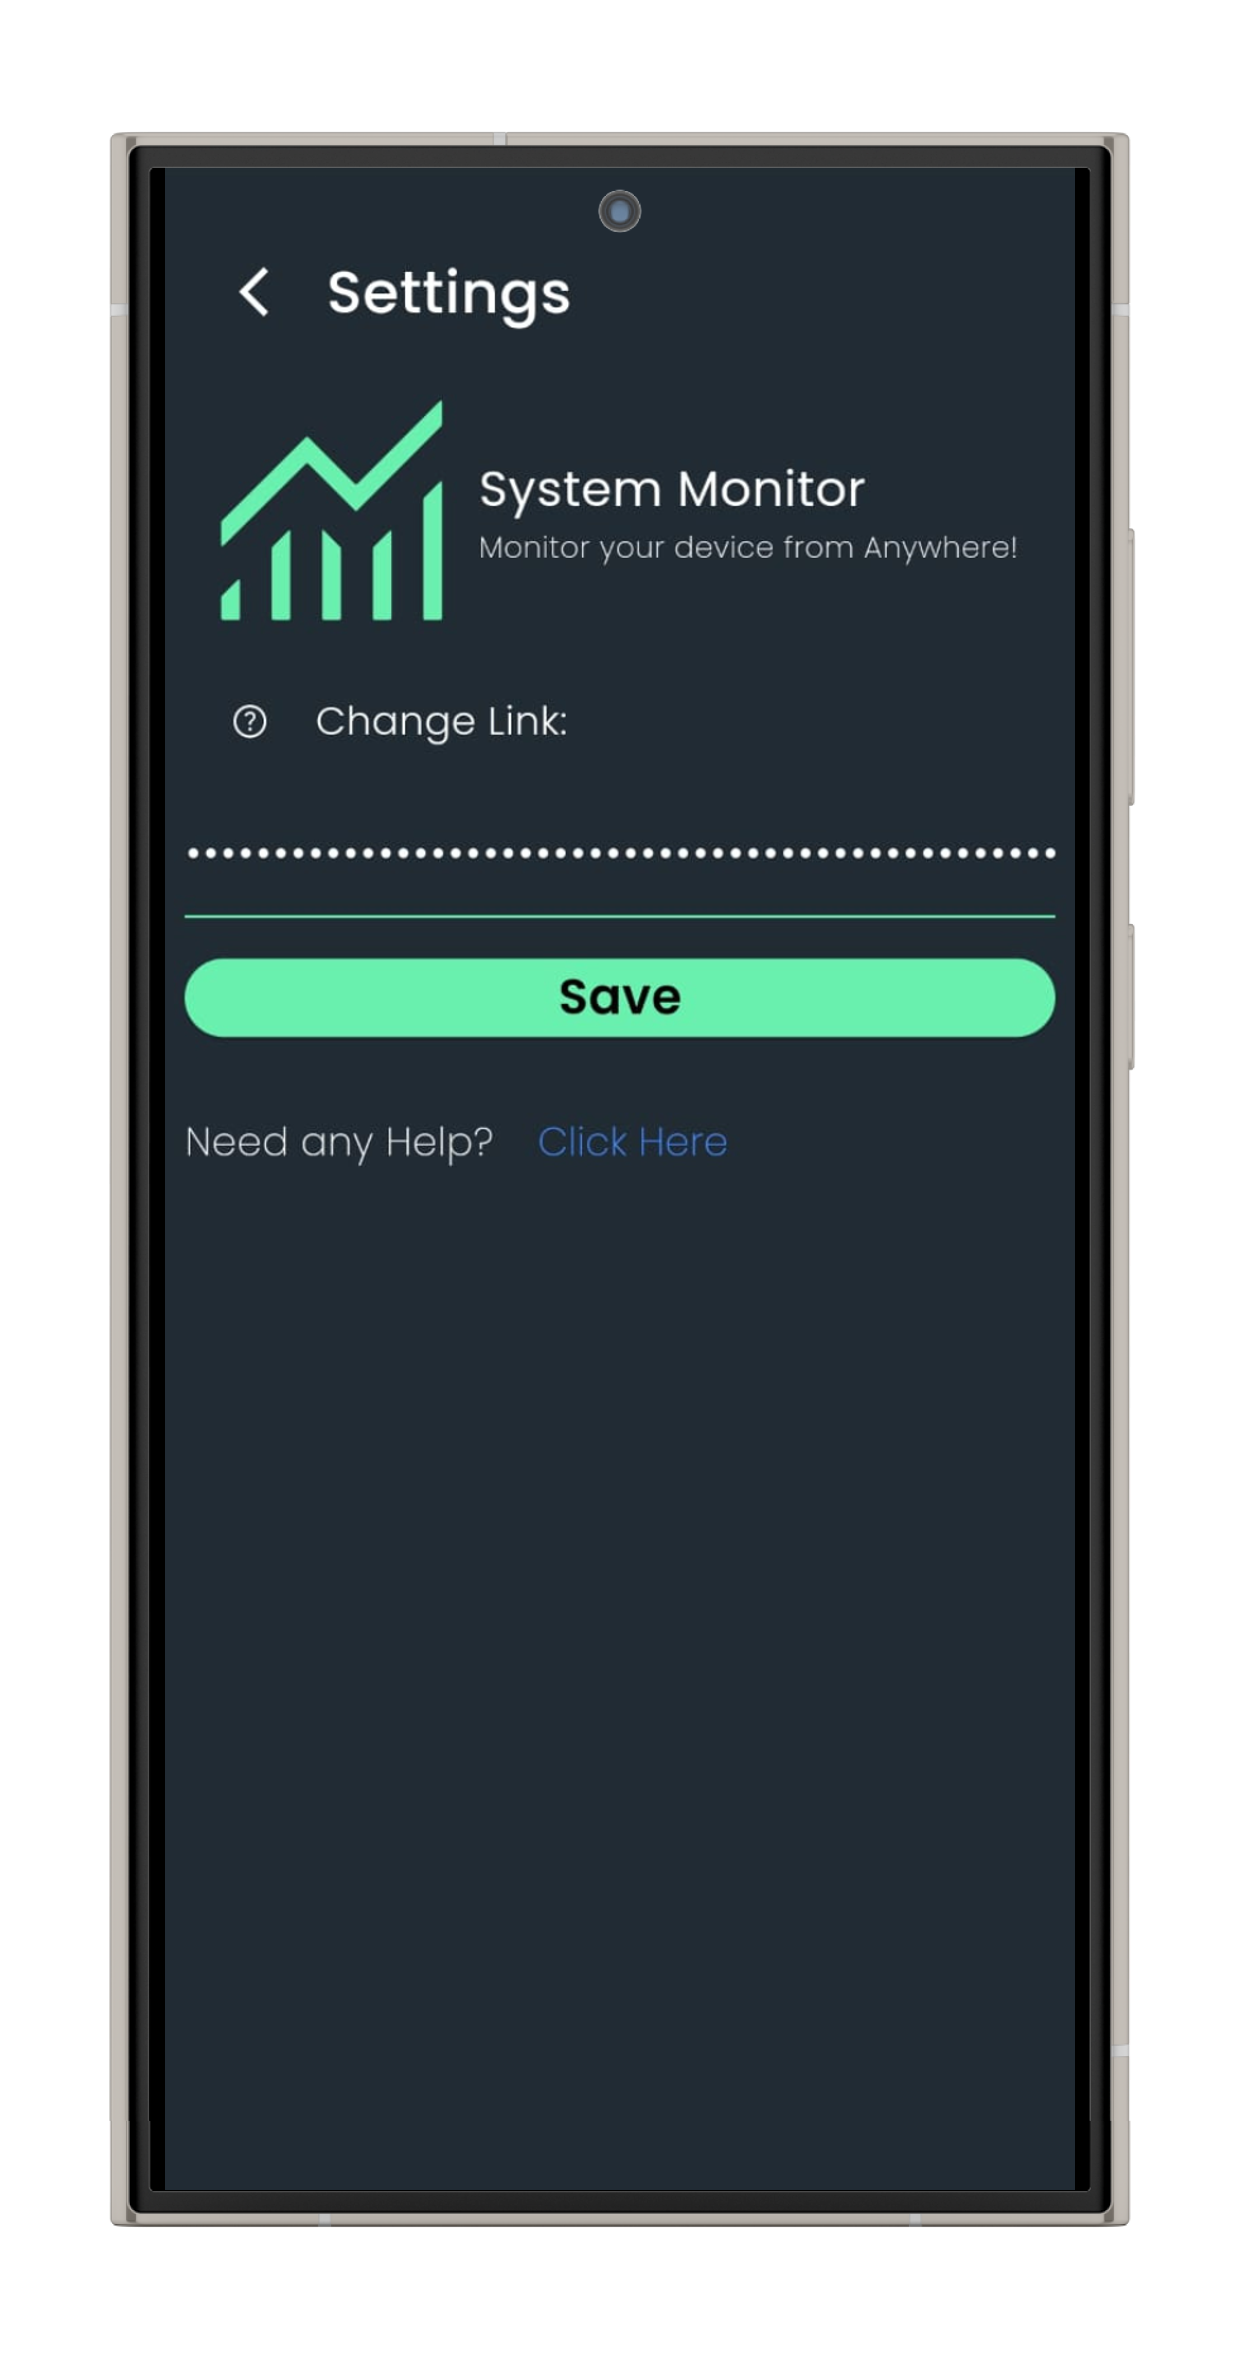 Settings
System Monitor
Monitor your device from Anywhere!
Change Link:
••••••••••••••••••••••••••••••••••••••••••••••••••
Save
Need any Help? Click Here